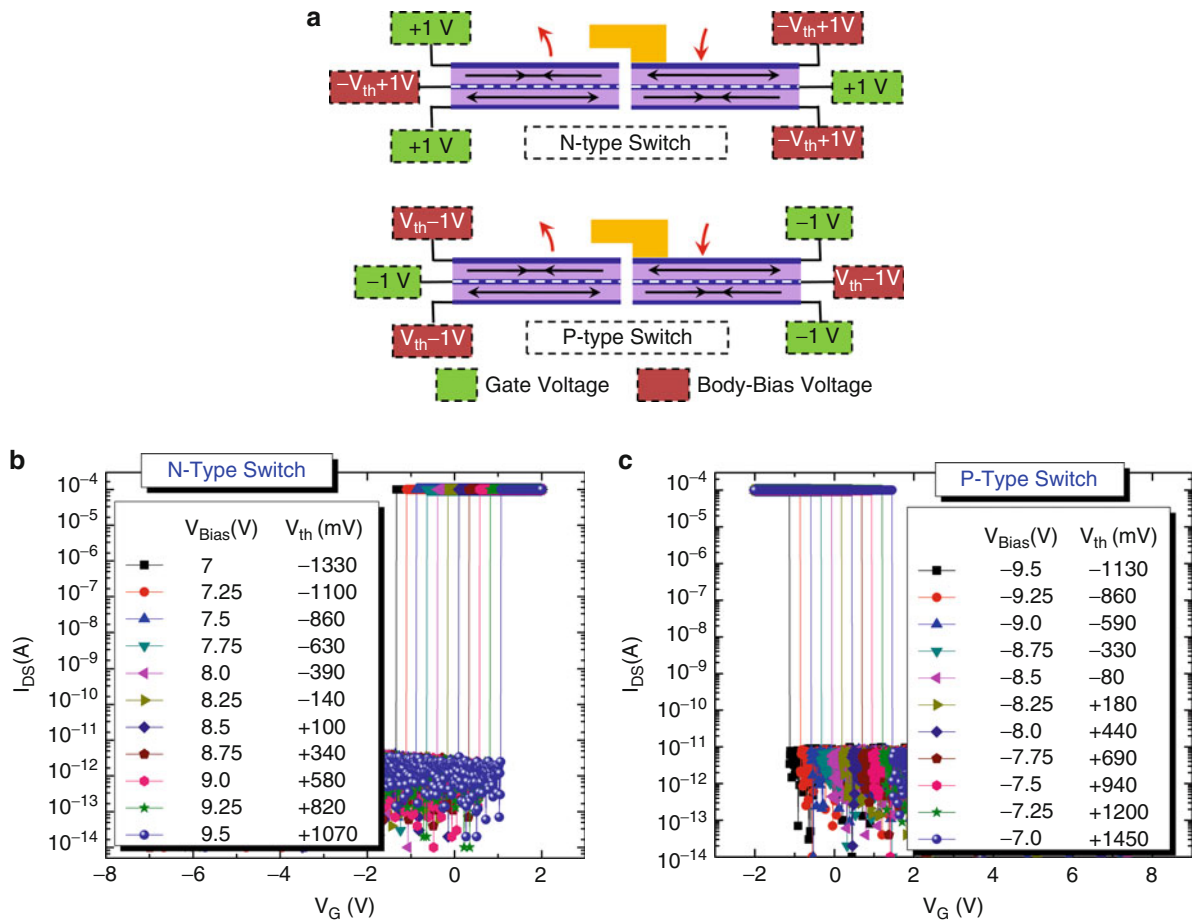 a
+1 V
−Vth+1V
−Vth+1V
+1 V
+1 V
−Vth+1V
N-type Switch
Vth−1V
−1 V
−1 V
Vth−1V
Vth−1V
−1 V
P-type Switch
Gate Voltage
Body-Bias Voltage
b
N-Type Switch
VBias(V) Vth (mV)
7 −1330
7.25 −1100
7.5 −860
7.75 −630
8.0 −390
8.25 −140
8.5 +100
8.75 +340
9.0 +580
9.25 +820
9.5 +1070
IDS(A)
10−4
10−5
10−6
10−7
10−8
10−9
10−10
10−11
10−12
10−13
10−14
−8 −6 −4 −2 0 2
VG (V)
c
P-Type Switch
VBias(V) Vth (mV)
−9.5 −1130
−9.25 −860
−9.0 −590
−8.75 −330
−8.5 −80
−8.25 +180
−8.0 +440
−7.75 +690
−7.5 +940
−7.25 +1200
−7.0 +1450
IDS(A)
10−4
10−5
10−6
10−7
10−8
10−9
10−10
10−11
10−12
10−13
10−14
−2 0 2 4 6 8
VG (V)